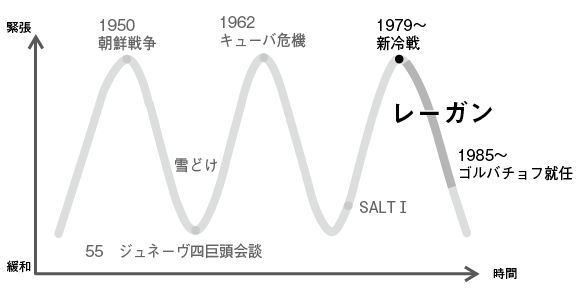 緊張
1950
朝鮮戦争
1962
キューバ危機
1979〜
新冷戦
レーガン
1985〜
ゴルバチョフ就任
雪どけ
SALTⅠ
55　ジュネーヴ四巨頭会談
緩和
時間